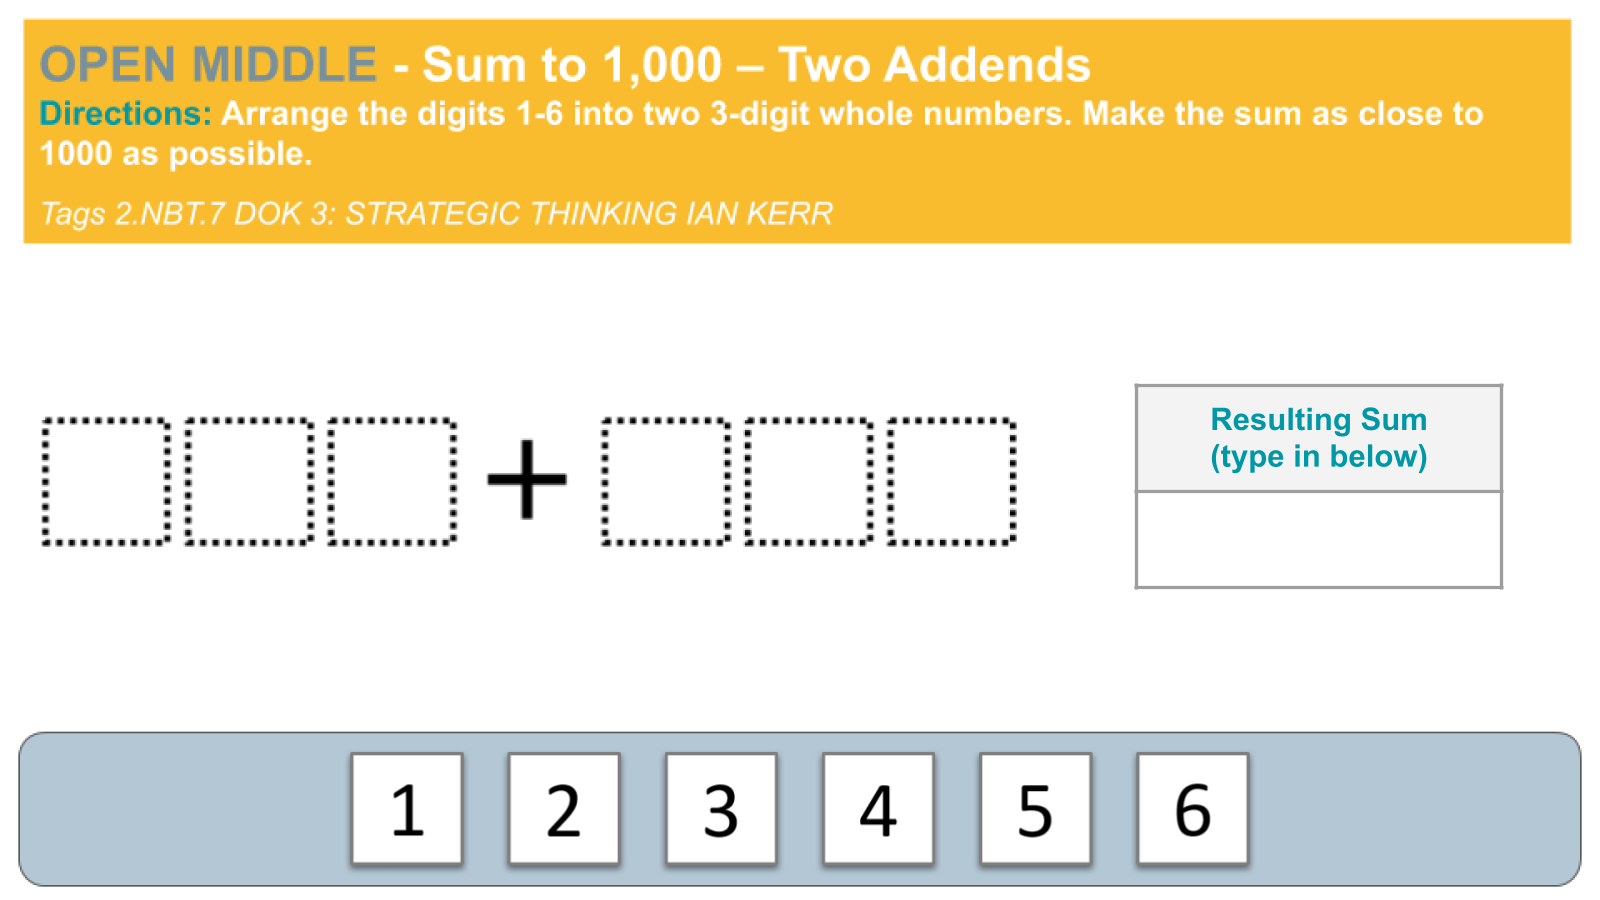 OPEN MIDDLE - Sum to 1,000 – Two Addends
Directions: Arrange the digits 1-6 into two 3-digit whole numbers. Make the sum as close to
1000 as possible.
Tags 2.NBT.7 DOK 3: STRATEGIC THINKING IAN KERR
+
Resulting Sum
(type in below)
1 2 3 4 5 6